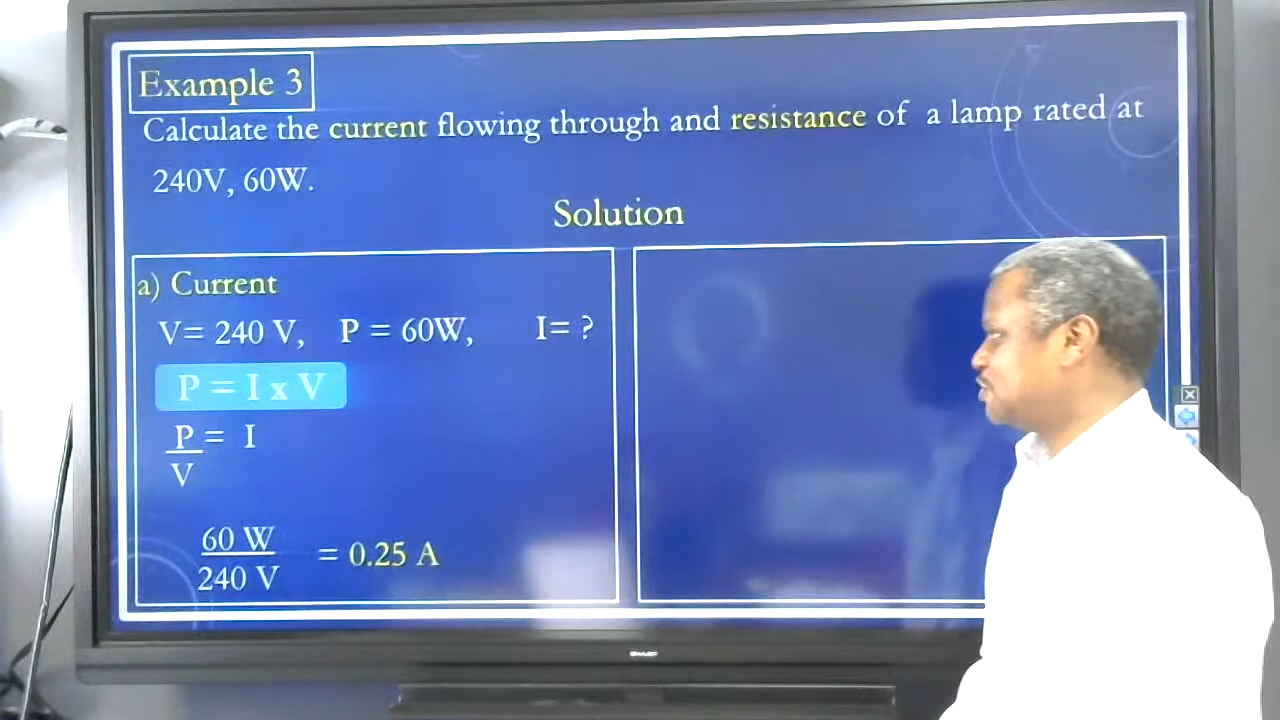 Example 3
Calculate the current flowing through and resistance of a lamp rated at
240V, 60W.
Solution
a) Current
V= 240 V, P = 60W, I= ?
P = I x V
P = I
V
60 W
240 V
= 0.25 A
SHARP